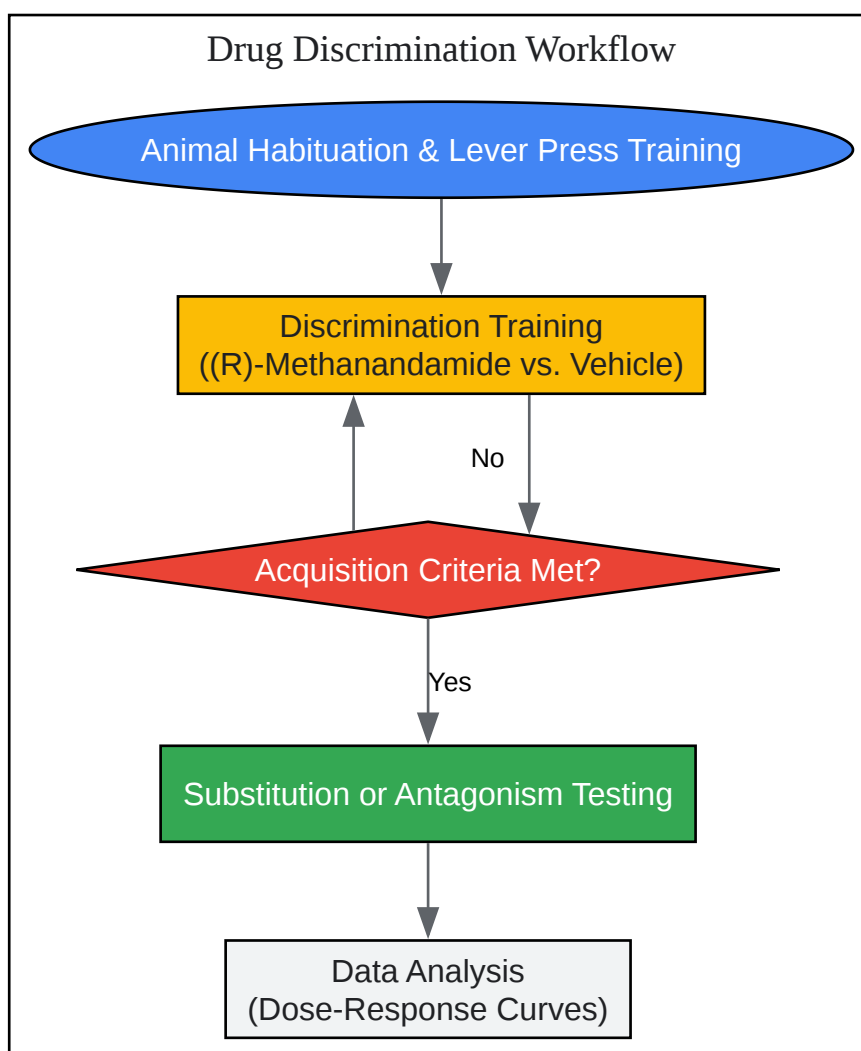 Drug Discrimination Workflow
Animal Habituation & Lever Press Training
Discrimination Training
((R)-Methanandamide vs. Vehicle)
No
Acquisition Criteria Met?
Yes
Substitution or Antagonism Testing
Data Analysis
(Dose-Response Curves)